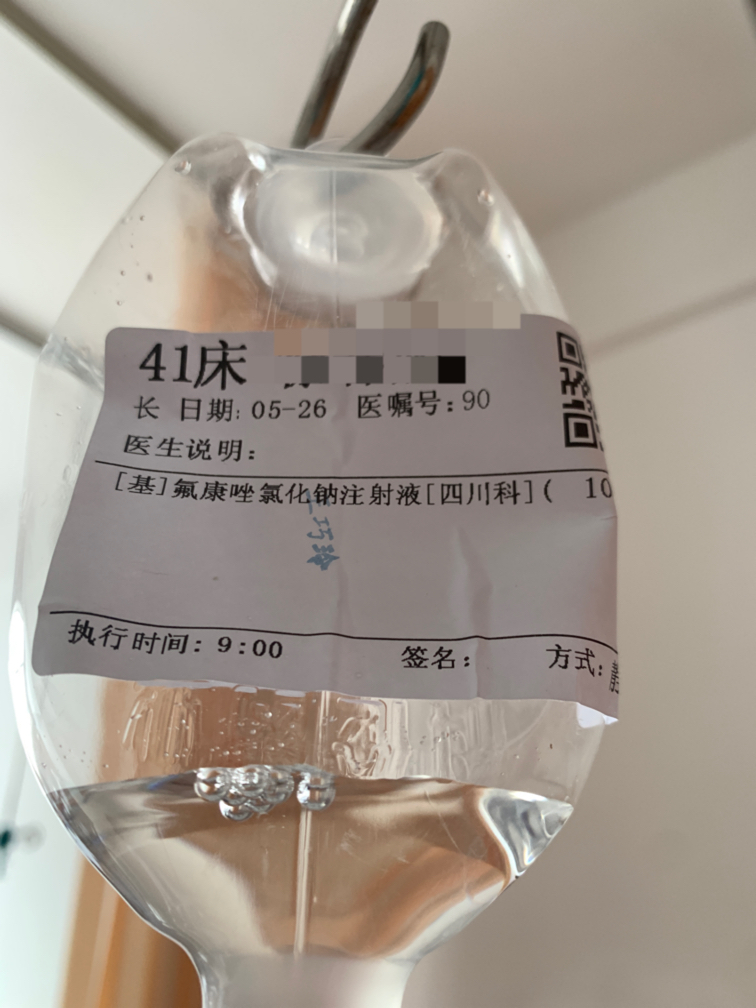 41床
长 日期: 05-26 医嘱号: 90
医生说明:
[基]氟康唑氯化钠注射液[四川科]( 10
执行时间: 9:00 签名: 方式: